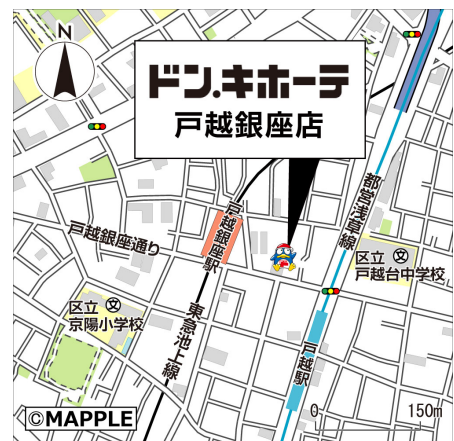 N
ドン.キホーテ
戸越銀座店
都営浅草線
戸越銀座駅
戸越銀座通り
区立
戸越台中学校
区立
京陽小学校
東急池上線
戸越駅
0 150m
©MAPPLE